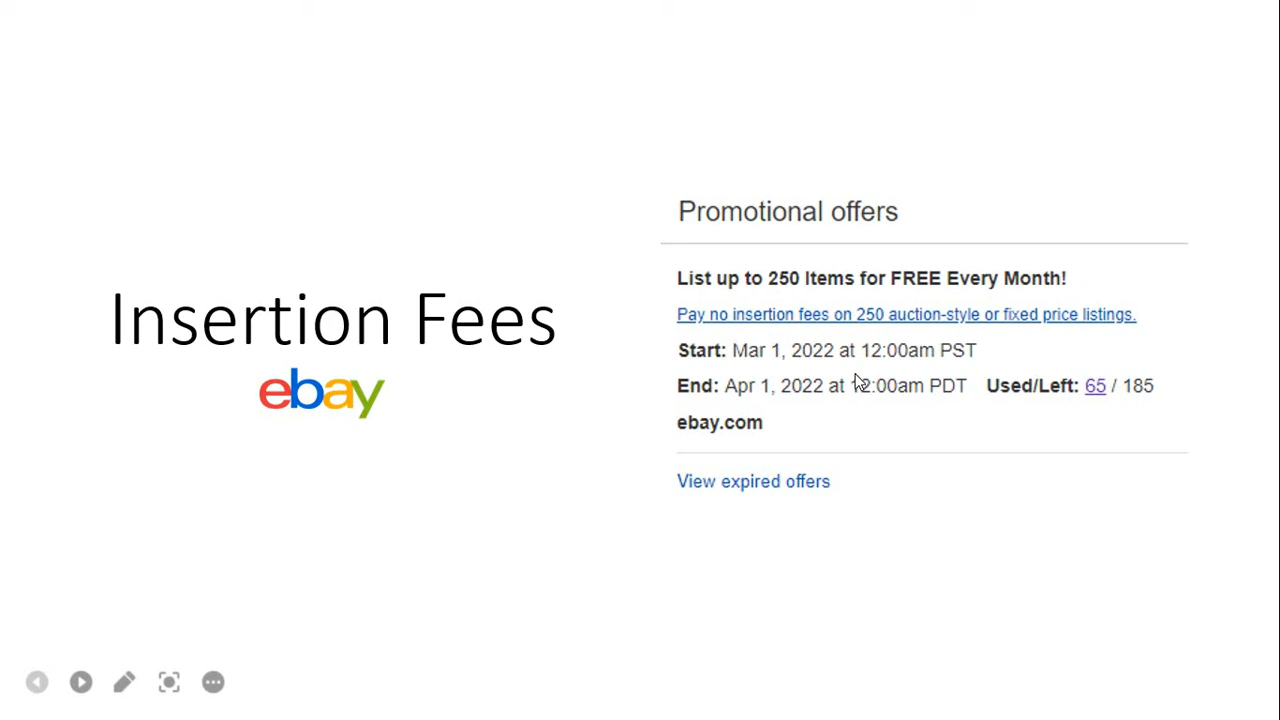 Insertion Fees
ebay
Promotional offers
List up to 250 Items for FREE Every Month!
Pay no insertion fees on 250 auction-style or fixed price listings.
Start: Mar 1, 2022 at 12:00am PST
End: Apr 1, 2022 at 12:00am PDT Used/Left: 65 / 185
ebay.com
View expired offers